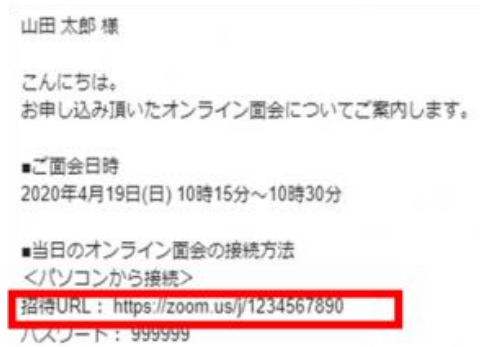 山田 太郎 様
こんにちは。
お申し込み頂いたオンライン面会についてご案内します。
■ご面会日時
2020年4月19日(日) 10時15分～10時30分
■当日のオンライン面会の接続方法
＜パソコンから接続＞
招待URL： https://zoom.us/j/1234567890
パスワード： 999999